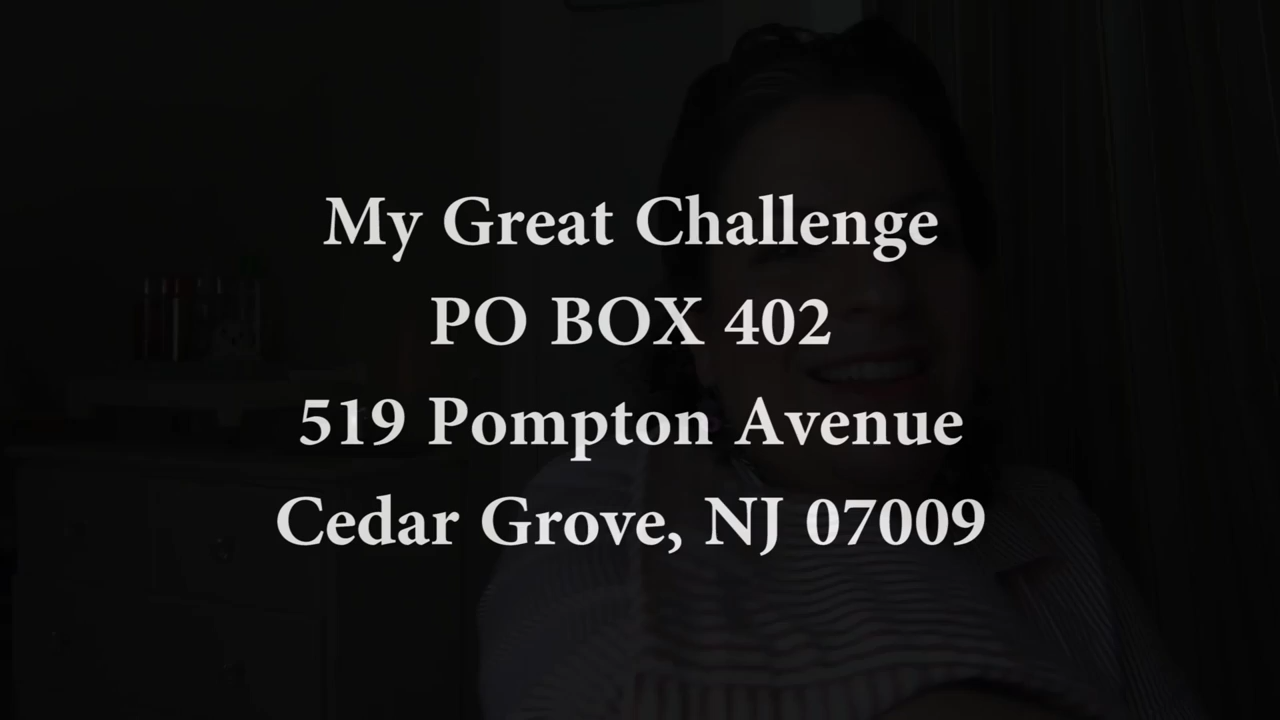 My Great Challenge
PO BOX 402
519 Pompton Avenue
Cedar Grove, NJ 07009